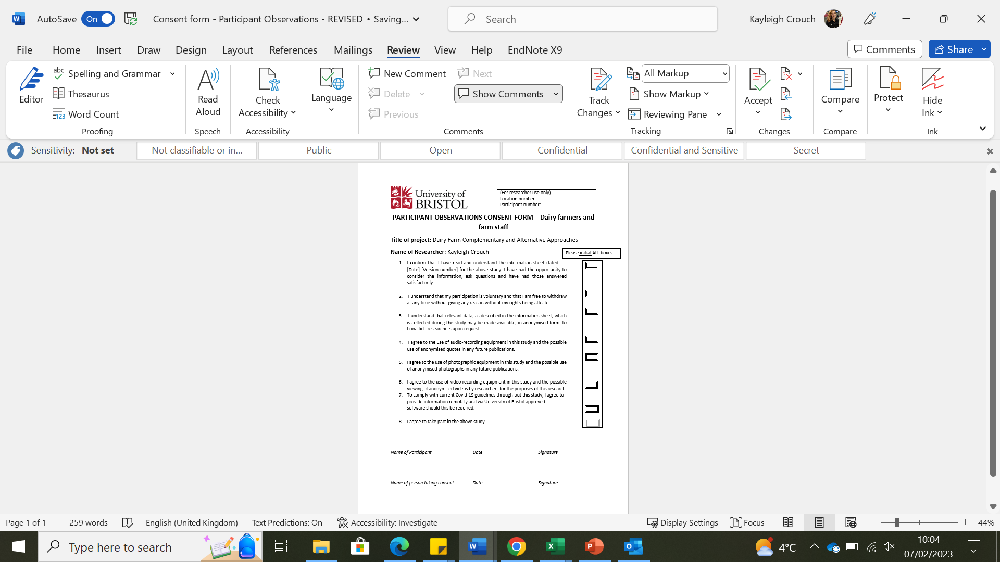 AutoSave On Consent form - Participant Observations - REVISED • Saving... Search Kayleigh Crouch
File Home Insert Draw Design Layout References Mailings Review View Help EndNote X9 Comments Share
Editor
abc Spelling and Grammar
Thesaurus
123 Word Count
Proofing
Read
Aloud
Speech
Check
Accessibility
Accessibility
Language
New Comment
Delete
Previous
Next
Show Comments
Comments
Track
Changes
All Markup
Show Markup
Reviewing Pane
Tracking
Accept
Changes
Compare
Compare
Protect
Hide
Ink
Ink
Sensitivity: Not set Not classifiable or in... Public Open Confidential Confidential and Sensitive Secret
University of
BRISTOL
(For researcher use only)
Location number:
Participant number:
PARTICIPANT OBSERVATIONS CONSENT FORM – Dairy farmers and
farm staff
Title of project: Dairy Farm Complementary and Alternative Approaches
Name of Researcher: Kayleigh Crouch
Please initial ALL boxes
1. I confirm that I have read and understand the information sheet dated
[Date] [Version number] for the above study. I have had the opportunity to
consider the information, ask questions and have had those answered
satisfactorily.
2. I understand that my participation is voluntary and that I am free to withdraw
at any time without giving any reason without my rights being affected.
3. I understand that relevant data, as described in the information sheet, which
is collected during the study may be made available, in anonymised form, to
bona fide researchers upon request.
4. I agree to the use of audio-recording equipment in this study and the possible
use of anonymised quotes in any future publications.
5. I agree to the use of photographic equipment in this study and the possible use
of anonymised photographs in any future publications.
6. I agree to the use of video recording equipment in this study and the possible
viewing of anonymised videos by researchers for the purposes of this research.
7. To comply with current Covid-19 guidelines through-out this study, I agree to
provide information remotely and via University of Bristol approved
software should this be required.
8. I agree to take part in the above study.
Name of Participant Date Signature
Name of person taking consent Date Signature
Page 1 of 1 259 words English (United Kingdom) Text Predictions: On Accessibility: Investigate Display Settings Focus 44%
Type here to search 4°C 10:04
07/02/2023